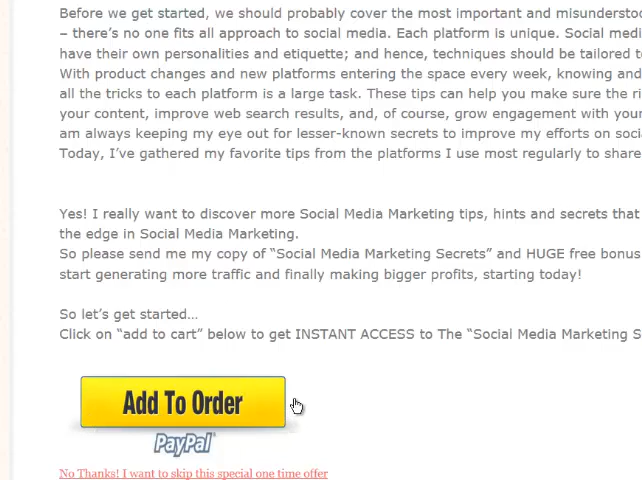 Before we get started, we should probably cover the most important and
– there's no one fits all approach to social media. Each platform is unique. Social
have their own personalities and etiquette; and hence, techniques should be tailored
With product changes and new platforms entering the space every week, knowing
all the tricks to each platform is a large task. These tips can help you make sure the
your content, improve web search results, and, of course, grow engagement with
am always keeping my eye out for lesser-known secrets to improve my efforts on
Today, I've gathered my favorite tips from the platforms I use most regularly to share
Yes! I really want to discover more Social Media Marketing tips, hints and secrets that
the edge in Social Media Marketing.
So please send me my copy of "Social Media Marketing Secrets" and HUGE free bonus
start generating more traffic and finally making bigger profits, starting today!
So let's get started...
Click on "add to cart" below to get INSTANT ACCESS to The "Social Media Marketing
Add To Order
PayPal
No Thanks! I want to skip this special one time offer